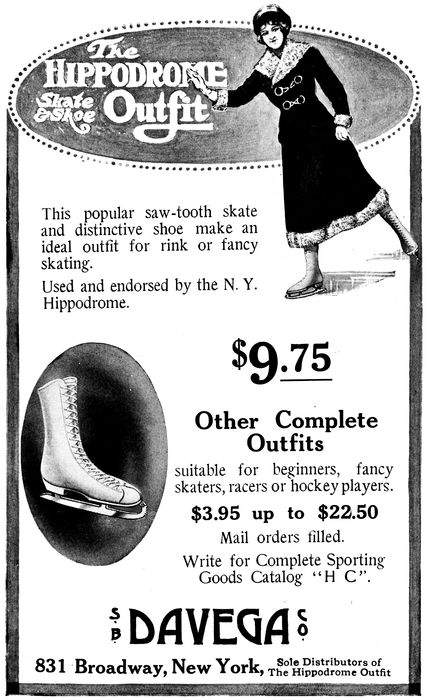 The
HIPPODROME
Skate
& Shoe Outfit
This popular saw-tooth skate
and distinctive shoe make an
ideal outfit for rink or fancy
skating.
Used and endorsed by the N. Y.
Hippodrome.
$9.75
Other Complete
Outfits
suitable for beginners, fancy
skaters, racers or hockey players.
$3.95 up to $22.50
Mail orders filled.
Write for Complete Sporting
Goods Catalog “H C”.
S B DAVEGA CO.
831 Broadway, New York, Sole Distributors of
The Hippodrome Outfit